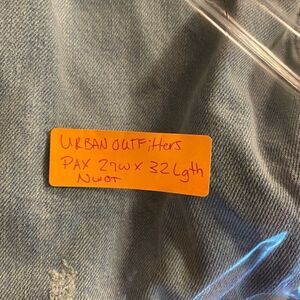 URBAN OUTFitters
PAX 27W x 32 Lgth
NWOT